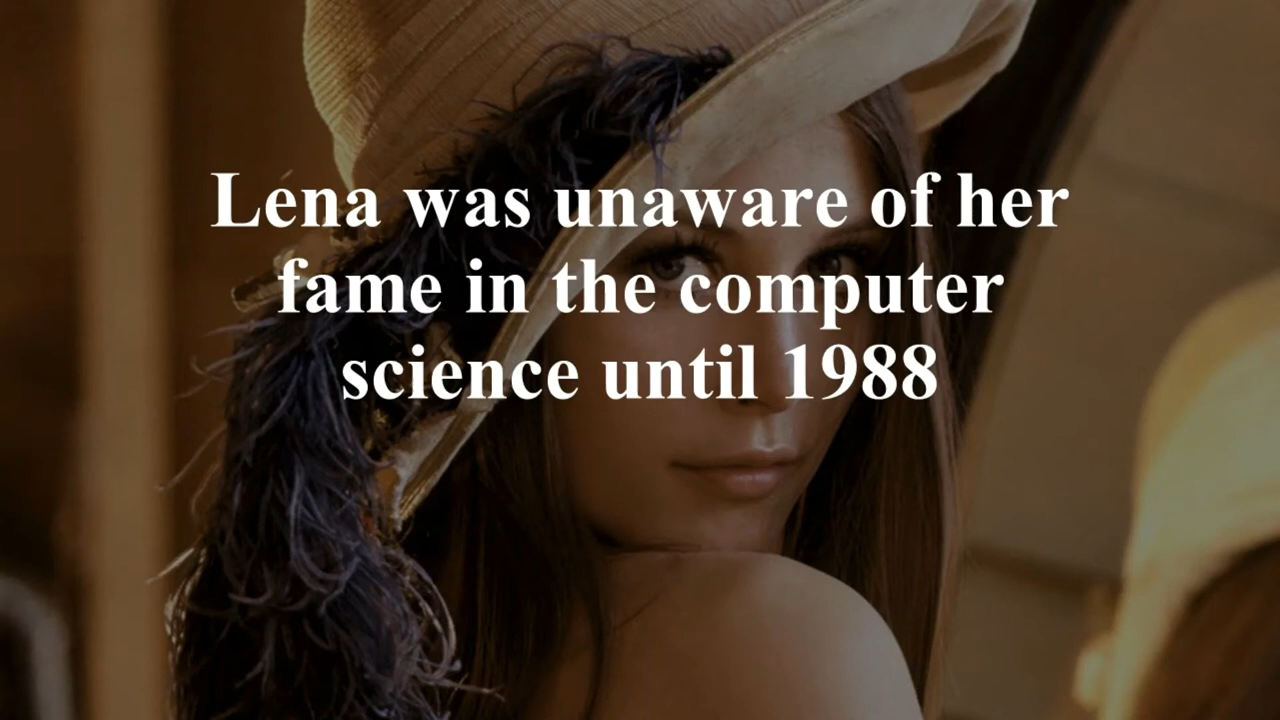 Lena was unaware of her
fame in the computer
science until 1988